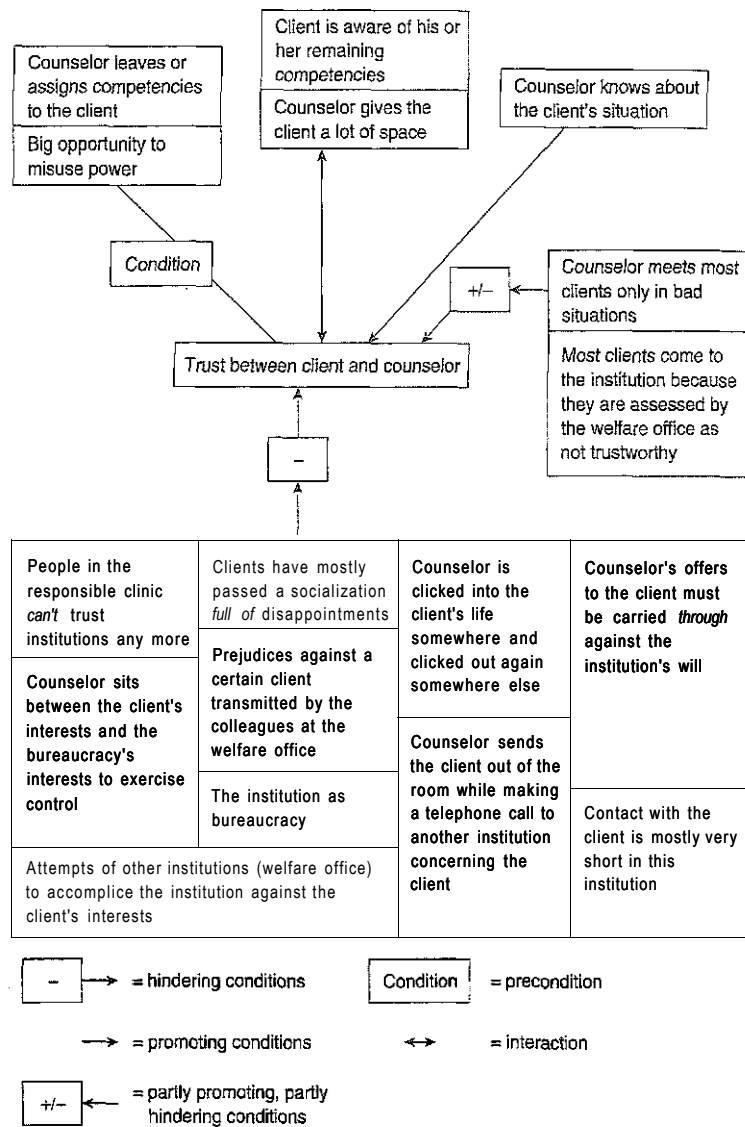 Counselor leaves or
assigns competencies
to the client
Big opportunity to
misuse power
Client is aware of his or
her remaining
competencies
Counselor gives the
client a lot of space
Counselor knows about
the client's situation
Condition
+/–
Counselor meets most
clients only in bad
situations
Most clients come to
the institution because
they are assessed by
the welfare office as
not trustworthy
Trust between client and counselor
–
People in the
responsible clinic
can't trust
institutions any more
Counselor sits
between the client's
interests and the
bureaucracy's
interests to exercise
control
Clients have mostly
passed a socialization
full of disappointments
Prejudices against a
certain client
transmitted by the
colleagues at the
welfare office
The institution as
bureaucracy
Attempts of other institutions (welfare office)
to accomplice the institution against the
client's interests
Counselor is
clicked into the
client's life
somewhere and
clicked out again
somewhere else
Counselor sends
the client out of the
room while making
a telephone call to
another institution
concerning the
client
Counselor's offers
to the client must
be carried through
against the
institution's will
Contact with the
client is mostly very
short in this
institution
– = hindering conditions
Condition = precondition
= promoting conditions
= interaction
+/– = partly promoting, partly
hindering conditions